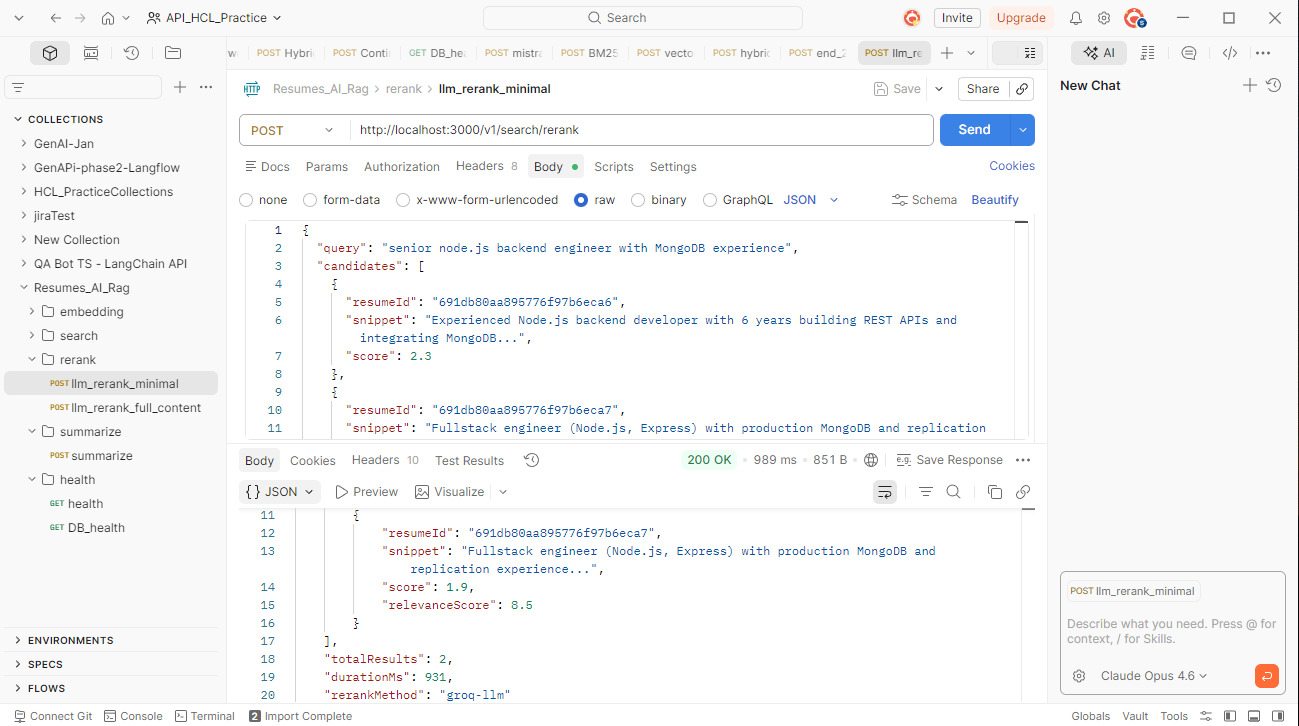 API_HCL_Practice
Search
Invite
Upgrade
POST Hybri
POST Conti
GET DB_hea
POST mistra
POST BM25
POST vecto
POST hybric
POST end_2
POST llm_re
AI
COLLECTIONS
GenAI-Jan
GenAPi-phase2-Langflow
HCL_PracticeCollections
jiraTest
New Collection
QA Bot TS - LangChain API
Resumes_AI_Rag
embedding
search
rerank
POST llm_rerank_minimal
POST llm_rerank_full_content
summarize
POST summarize
health
GET health
GET DB_health
ENVIRONMENTS
SPECS
FLOWS
HTTP Resumes_AI_Rag › rerank › llm_rerank_minimal
Save
Share
POST http://localhost:3000/v1/search/rerank
Send
Docs Params Authorization Headers 8 Body Scripts Settings
Cookies
none form-data x-www-form-urlencoded raw binary GraphQL JSON
Schema Beautify
1 {
2 "query": "senior node.js backend engineer with MongoDB experience",
3 "candidates": [
4 {
5 "resumeId": "691db80aa895776f97b6eca6",
6 "snippet": "Experienced Node.js backend developer with 6 years building REST APIs and
integrating MongoDB...",
7 "score": 2.3
8 },
9 {
10 "resumeId": "691db80aa895776f97b6eca7",
11 "snippet": "Fullstack engineer (Node.js, Express) with production MongoDB and replication
Body Cookies Headers 10 Test Results
200 OK • 989 ms • 851 B • e.g. Save Response
{} JSON Preview Visualize
11 {
12 "resumeId": "691db80aa895776f97b6eca7",
13 "snippet": "Fullstack engineer (Node.js, Express) with production MongoDB and
replication experience...",
14 "score": 1.9,
15 "relevanceScore": 8.5
16 }
17 ],
18 "totalResults": 2,
19 "durationMs": 931,
20 "rerankMethod": "groq-llm"
New Chat
POST llm_rerank_minimal
Describe what you need. Press @ for
context, / for Skills.
Claude Opus 4.6
Connect Git Console Terminal 2 Import Complete
Globals Vault Tools